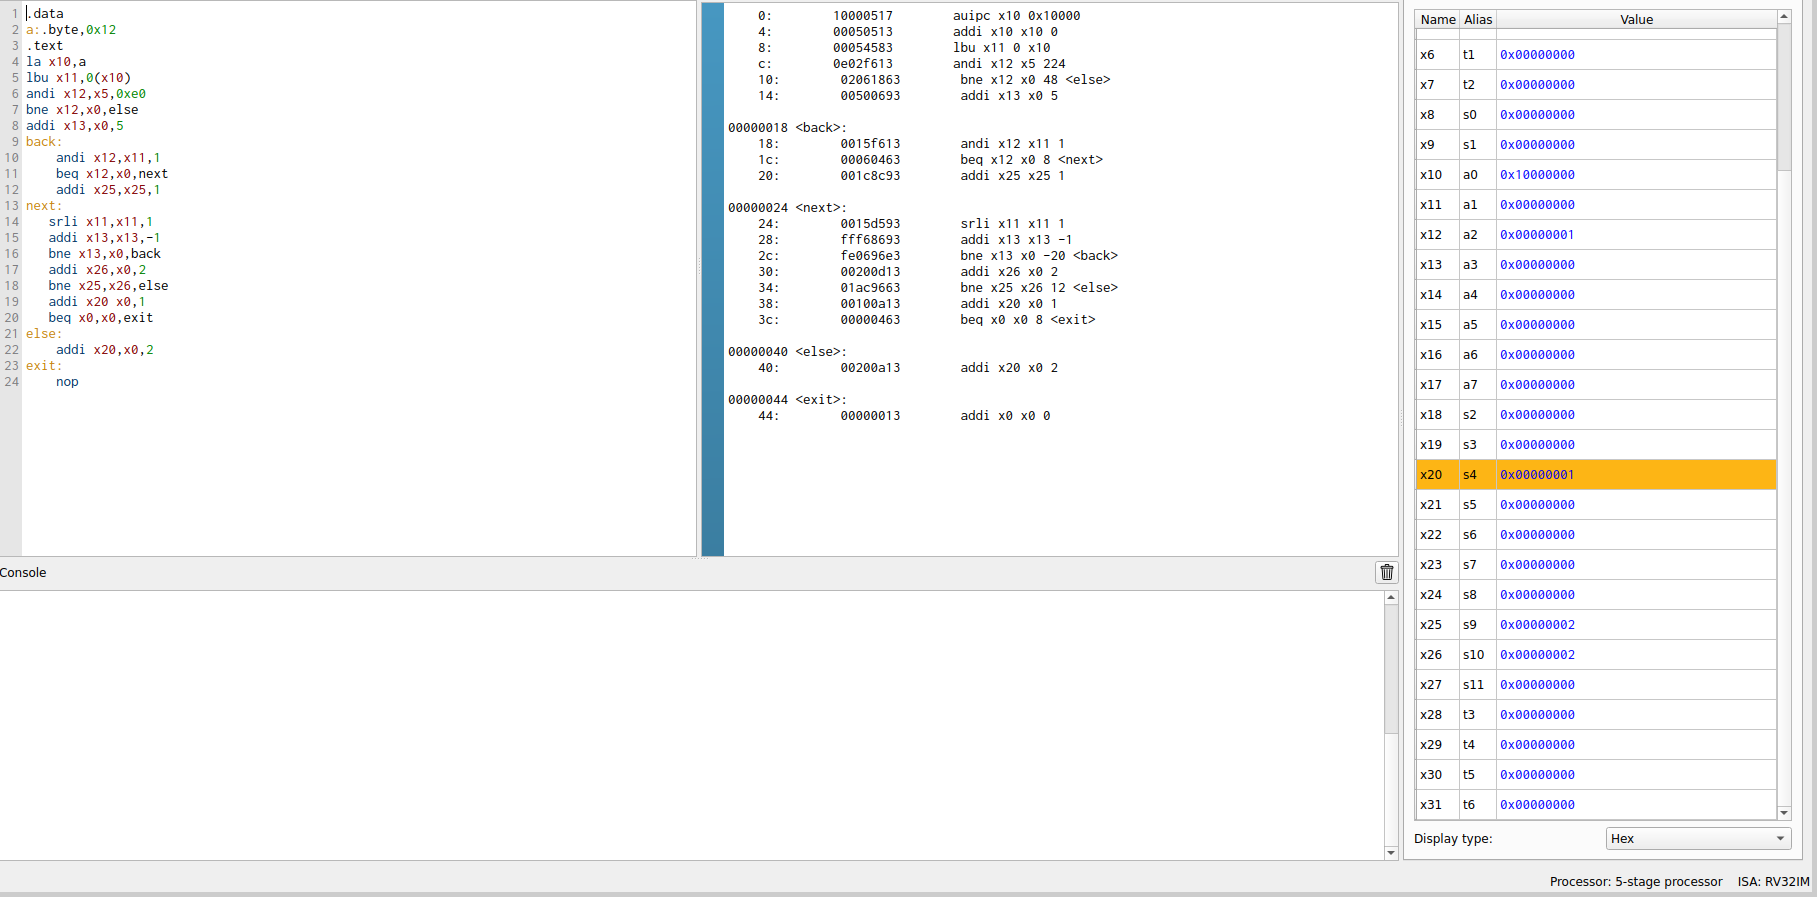 1 .data
2 a:.byte,0x12
3 .text
4 la x10,a
5 lbu x11,0(x10)
6 andi x12,x5,0xe0
7 bne x12,x0,else
8 addi x13,x0,5
9 back:
10 andi x12,x11,1
11 beq x12,x0,next
12 addi x25,x25,1
13 next:
14 srli x11,x11,1
15 addi x13,x13,-1
16 bne x13,x0,back
17 addi x26,x0,2
18 bne x25,x26,else
19 addi x20 x0,1
20 beq x0,x0,exit
21 else:
22 addi x20,x0,2
23 exit:
24 nop
0: 10000517 auipc x10 0x10000
4: 00050513 addi x10 x10 0
8: 00054583 lbu x11 0 x10
c: 0e02f613 andi x12 x5 224
10: 02061863 bne x12 x0 48 <else>
14: 00500693 addi x13 x0 5
00000018 <back>:
18: 0015f613 andi x12 x11 1
1c: 00060463 beq x12 x0 8 <next>
20: 001c8c93 addi x25 x25 1
00000024 <next>:
24: 0015d593 srli x11 x11 1
28: fff68693 addi x13 x13 -1
2c: fe0696e3 bne x13 x0 -20 <back>
30: 00200d13 addi x26 x0 2
34: 01ac9663 bne x25 x26 12 <else>
38: 00100a13 addi x20 x0 1
3c: 00000463 beq x0 x0 8 <exit>
00000040 <else>:
40: 00200a13 addi x20 x0 2
00000044 <exit>:
44: 00000013 addi x0 x0 0
Console
Name Alias Value
x6 t1 0x00000000
x7 t2 0x00000000
x8 s0 0x00000000
x9 s1 0x00000000
x10 a0 0x10000000
x11 a1 0x00000000
x12 a2 0x00000001
x13 a3 0x00000000
x14 a4 0x00000000
x15 a5 0x00000000
x16 a6 0x00000000
x17 a7 0x00000000
x18 s2 0x00000000
x19 s3 0x00000000
x20 s4 0x00000001
x21 s5 0x00000000
x22 s6 0x00000000
x23 s7 0x00000000
x24 s8 0x00000000
x25 s9 0x00000002
x26 s10 0x00000002
x27 s11 0x00000000
x28 t3 0x00000000
x29 t4 0x00000000
x30 t5 0x00000000
x31 t6 0x00000000
Display type: Hex
Processor: 5-stage processor ISA: RV32IM